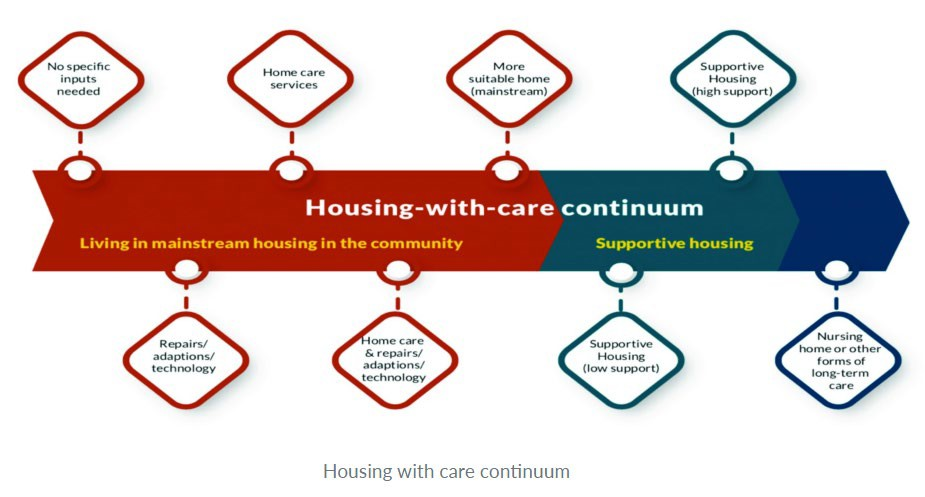 No specific
inputs
needed
Home care
services
More
suitable home
(mainstream)
Supportive
Housing
(high support)
Housing-with-care continuum
Living in mainstream housing in the community
Supportive housing
Repairs/
adaptions/
technology
Home care
& repairs/
adaptions/
technology
Supportive
Housing
(low support)
Nursing
home or other
forms of
long-term
care
Housing with care continuum